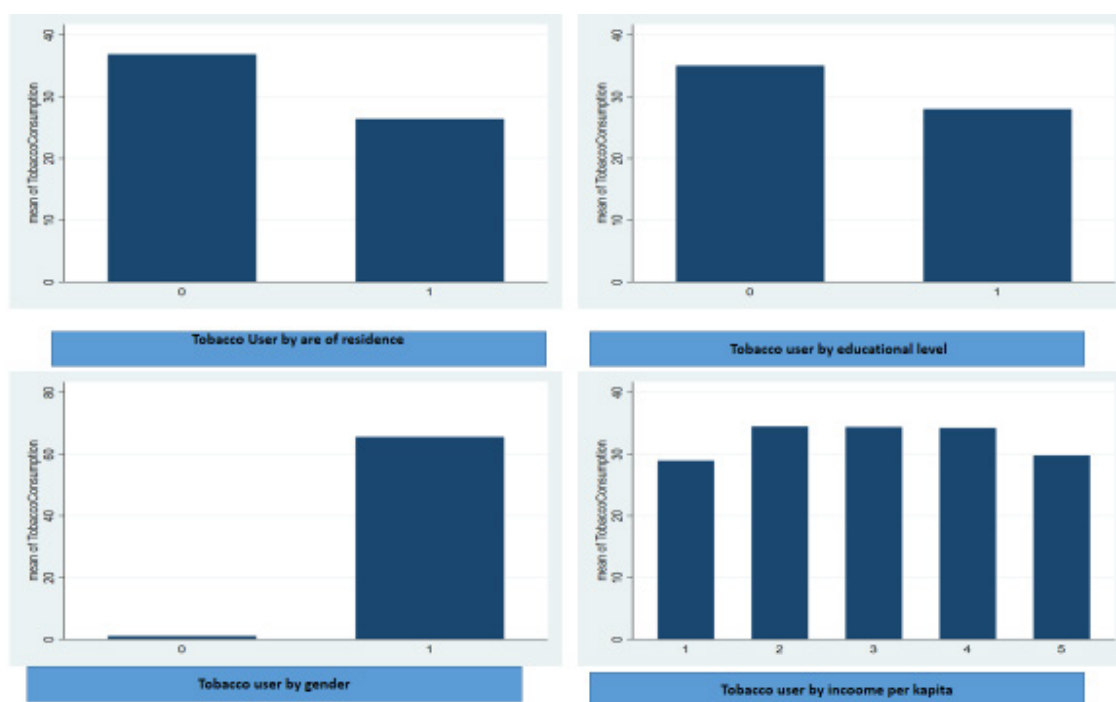 mean of TobaccoConsumption
40
30
20
10
0
0 1
Tobacco User by are of residence
mean of TobaccoConsumption
40
30
20
10
0
0 1
Tobacco user by educational level
mean of TobaccoConsumption
80
60
40
20
0
0 1
Tobacco user by gender
mean of TobaccoConsumption
40
30
20
10
0
1 2 3 4 5
Tobacco user by incoome per kapita